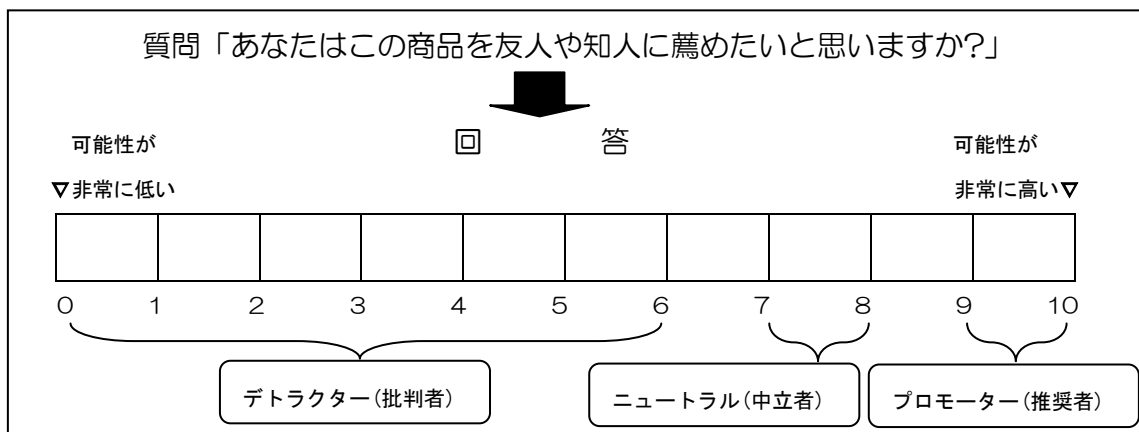 質問「あなたはこの商品を友人や知人に薦めたいと思いますか?」
回 答
可能性が 可能性が
▽非常に低い 非常に高い▽
0 1 2 3 4 5 6 7 8 9 10
デトラクター(批判者) ニュートラル(中立者) プロモーター(推奨者)